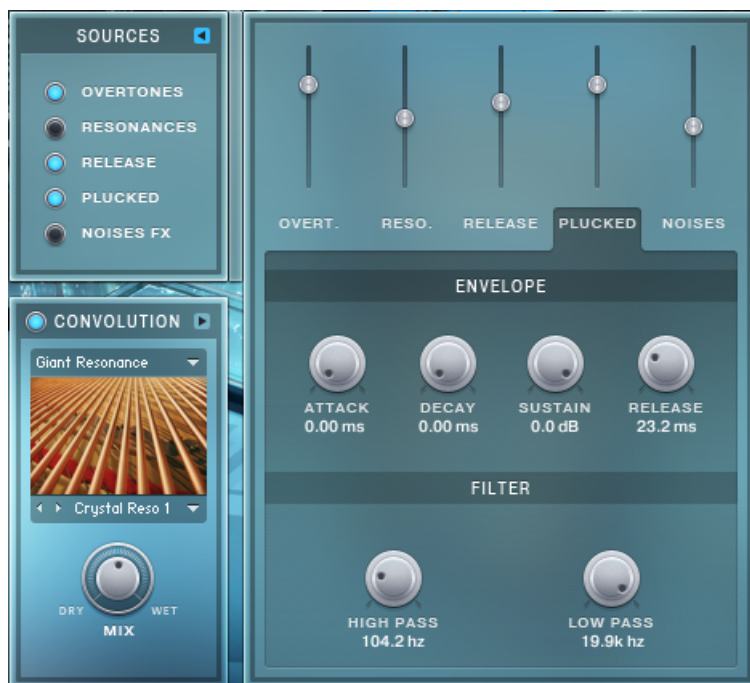 SOURCES
OVERTONES
RESONANCES
RELEASE
PLUCKED
NOISES FX
CONVOLUTION
Giant Resonance
Crystal Reso 1
DRY WET
MIX
OVERT. RESO. RELEASE PLUCKED NOISES
ENVELOPE
ATTACK DECAY SUSTAIN RELEASE
0.00 ms 0.00 ms 0.0 dB 23.2 ms
FILTER
HIGH PASS LOW PASS
104.2 hz 19.9k hz